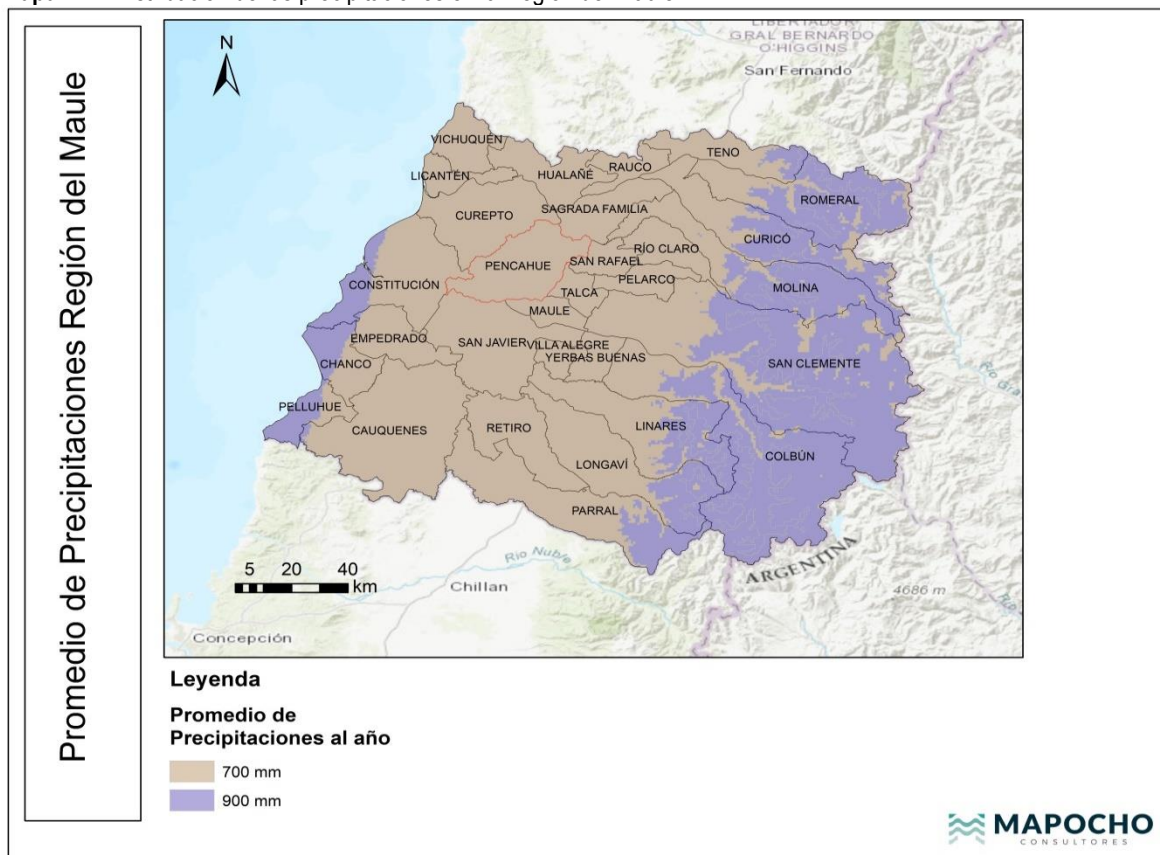 Promedio de Precipitaciones Región del Maule
N
LIBERTADOR
GRAL BERNARDO
O'HIGGINS
San Fernando
VICHUQUÉN
TENO
LICANTÉN
HUALAÑÉ
RAUCO
ROMERAL
CUREPTO
SAGRADA FAMILIA
CURICÓ
RÍO CLARO
PENCAHUE
SAN RAFAEL
PELARCO
MOLINA
CONSTITUCIÓN
TALCA
MAULE
EMPEDRADO
SAN JAVIER
VILLA ALEGRE
YERBAS BUENAS
SAN CLEMENTE
CHANCO
PELLUHUE
CAUQUENES
RETIRO
LINARES
COLBÚN
LONGAVÍ
PARRAL
Rio Nuble
ARGENTINA
5 20 40
km
Chillan
4686 m
Concepción
Leyenda
Promedio de
Precipitaciones al año
700 mm
900 mm
MAPOCHO
CONSULTORES